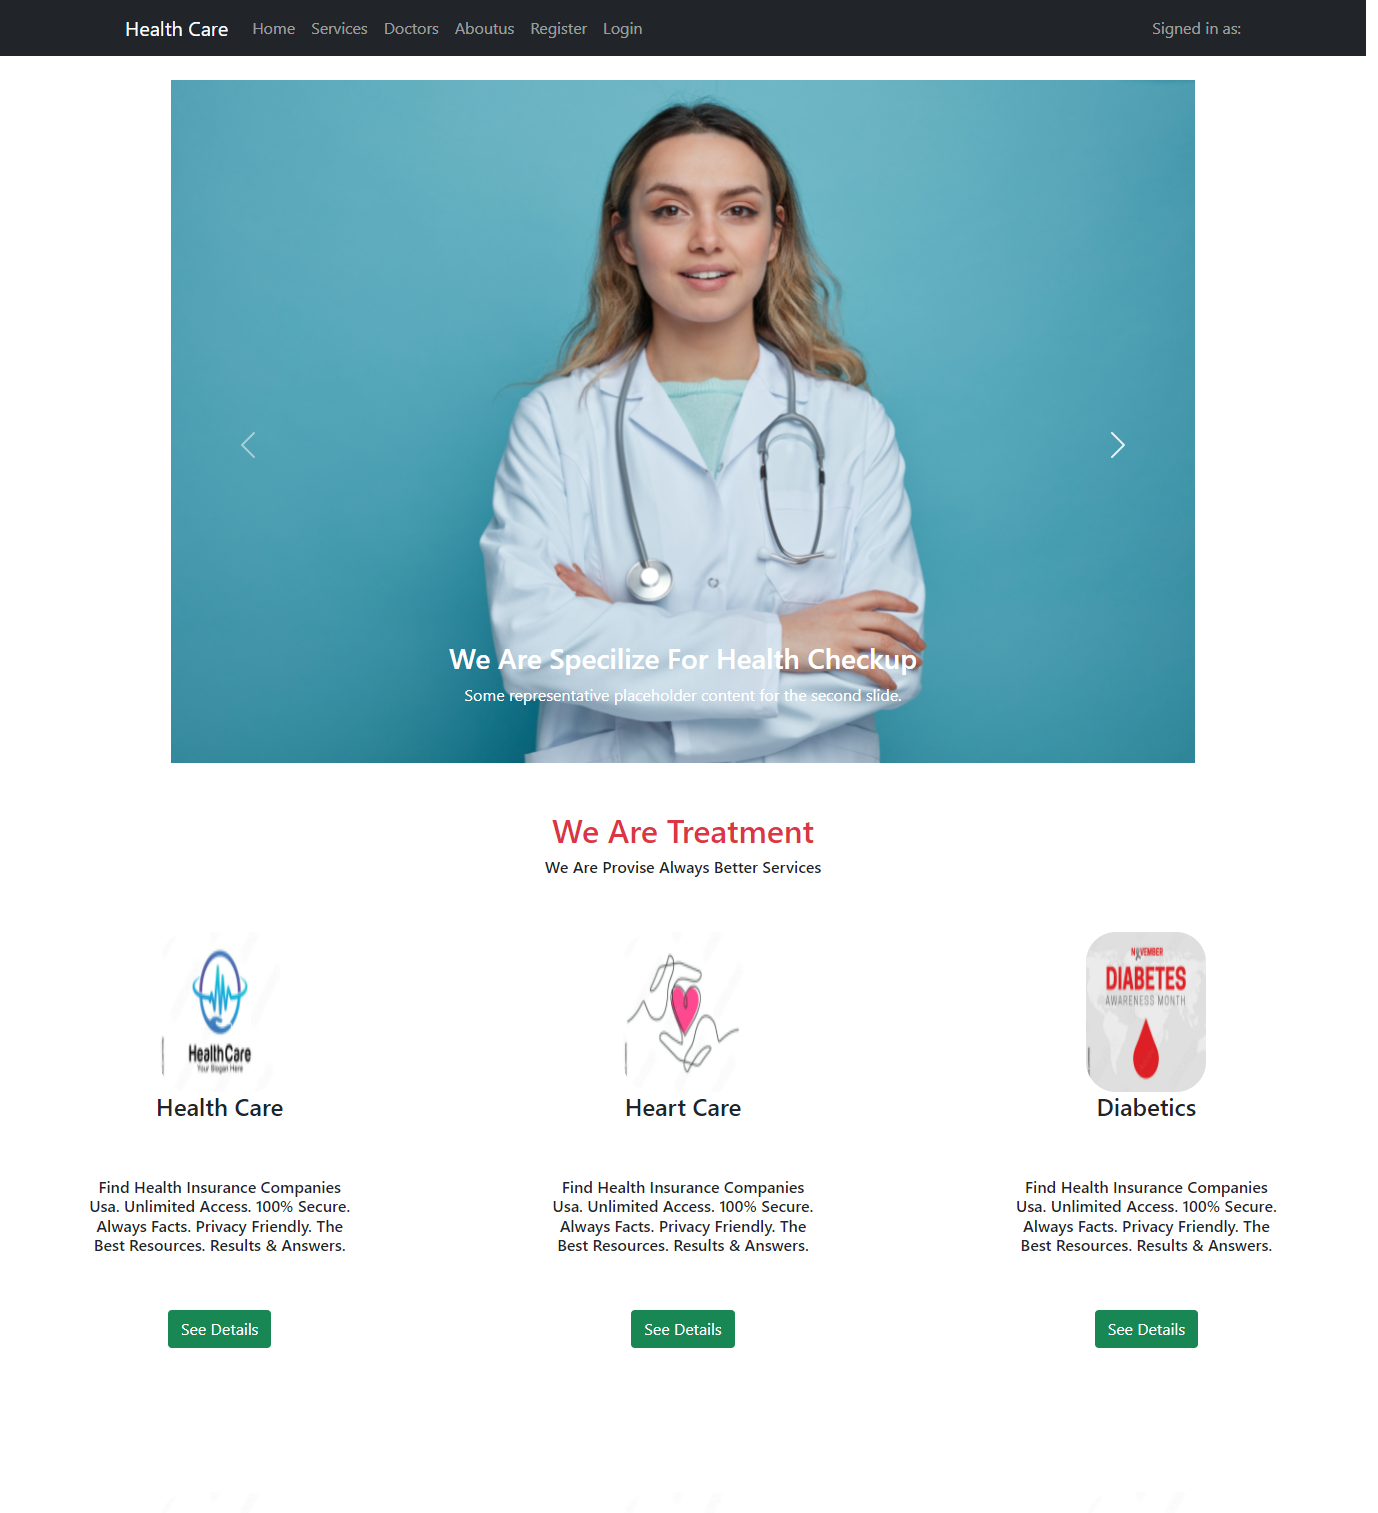 Health Care Home Services Doctors Aboutus Register Login Signed in as:
We Are Specilize For Health Checkup
Some representative placeholder content for the second slide.
We Are Treatment
We Are Provise Always Better Services
HealthCare
Your Slogan Here
NOVEMBER
DIABETES
AWARENESS MONTH
Health Care
Heart Care
Diabetics
Find Health Insurance Companies
Usa. Unlimited Access. 100% Secure.
Always Facts. Privacy Friendly. The
Best Resources. Results & Answers.
Find Health Insurance Companies
Usa. Unlimited Access. 100% Secure.
Always Facts. Privacy Friendly. The
Best Resources. Results & Answers.
Find Health Insurance Companies
Usa. Unlimited Access. 100% Secure.
Always Facts. Privacy Friendly. The
Best Resources. Results & Answers.
See Details
See Details
See Details